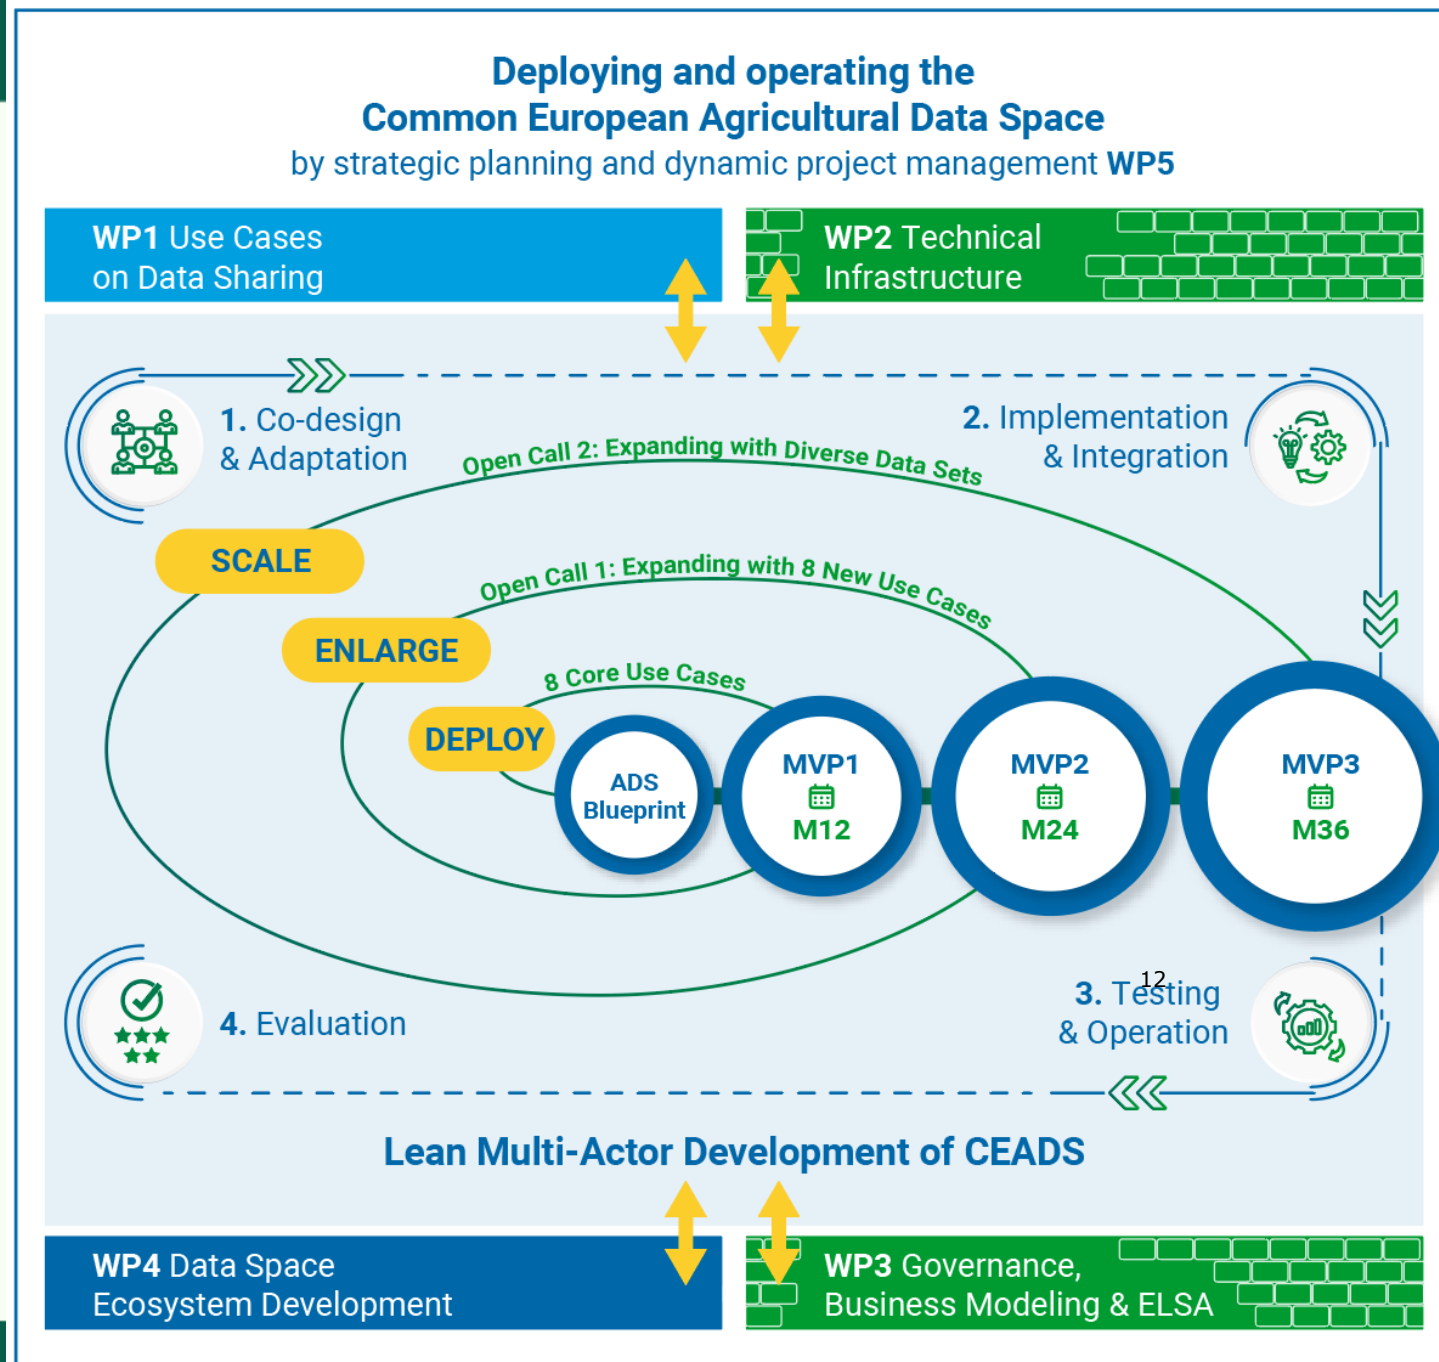 Deploying and operating the
Common European Agricultural Data Space
by strategic planning and dynamic project management WP5
WP1 Use Cases
on Data Sharing
WP2 Technical
Infrastructure
1. Co-design
& Adaptation
2. Implementation
& Integration
Open Call 2: Expanding with Diverse Data Sets
SCALE
Open Call 1: Expanding with 8 New Use Cases
ENLARGE
8 Core Use Cases
DEPLOY
ADS
Blueprint
MVP1
M12
MVP2
M24
MVP3
M36
12
3. Testing
& Operation
4. Evaluation
Lean Multi-Actor Development of CEADS
WP4 Data Space
Ecosystem Development
WP3 Governance,
Business Modeling & ELSA